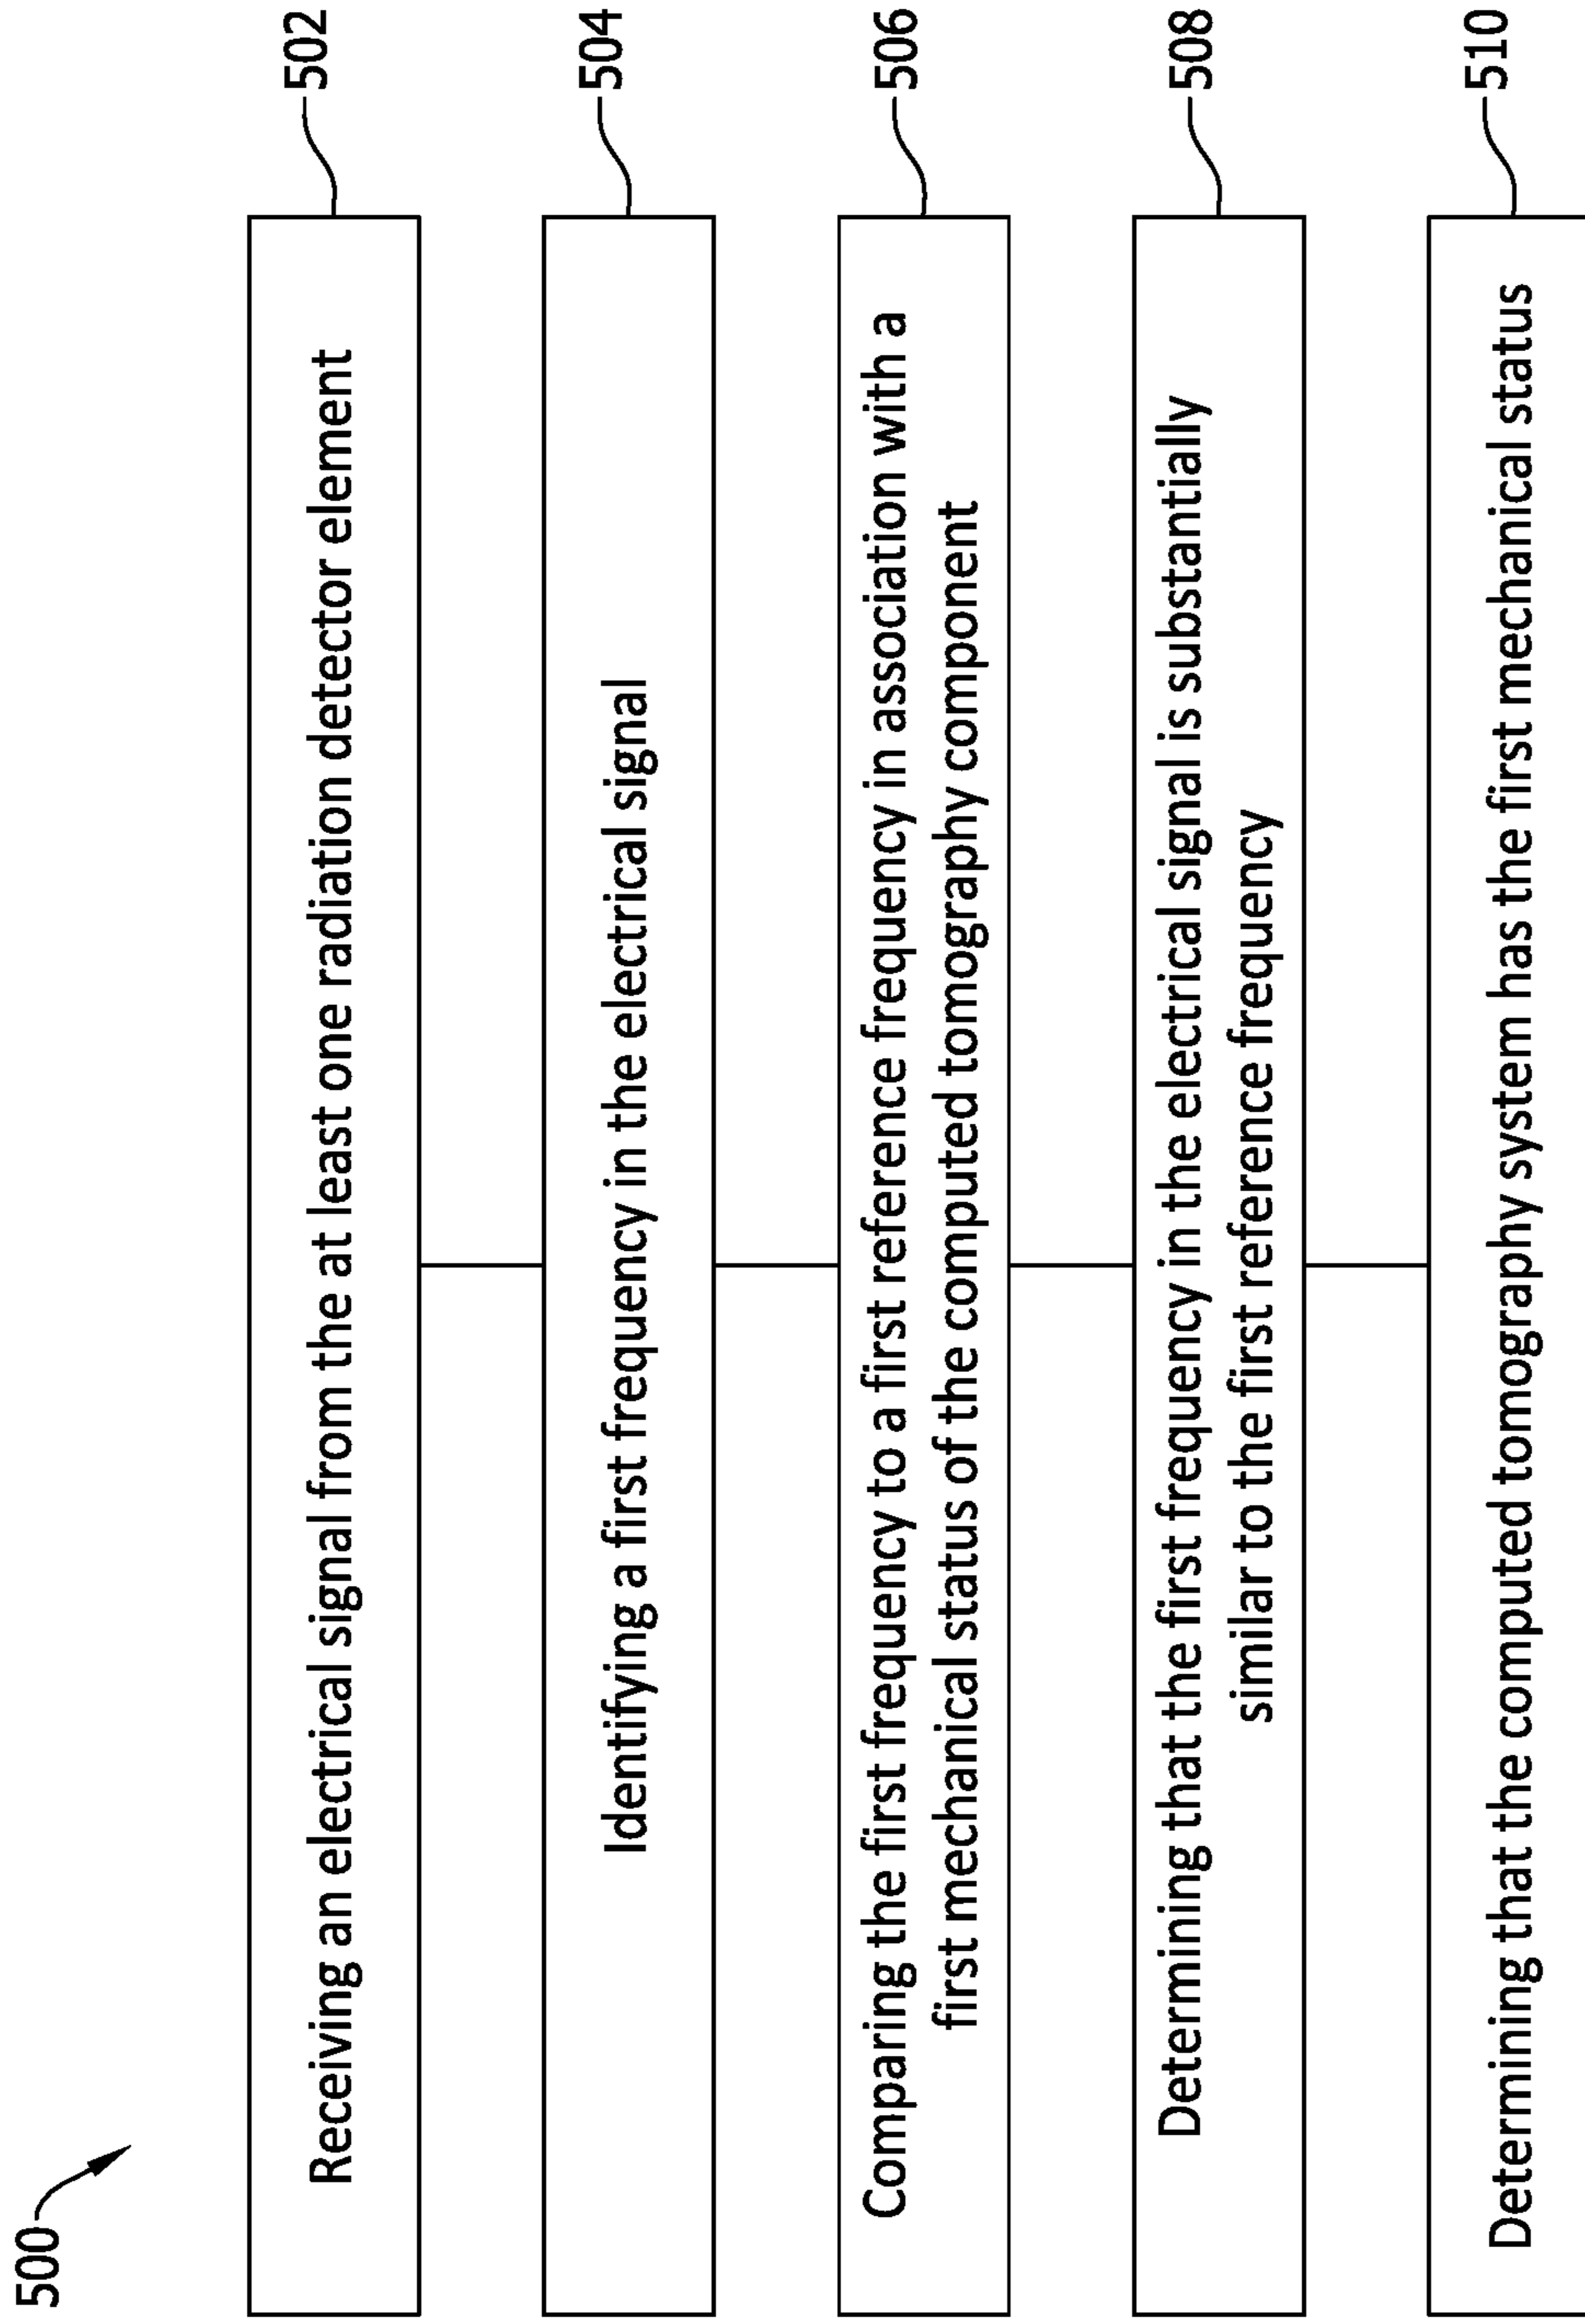 500
Receiving an electrical signal from the at least one radiation detector element
502
Identifying a first frequency in the electrical signal
504
Comparing the first frequency to a first reference frequency in association with a
first mechanical status of the computed tomography component
506
Determining that the first frequency in the electrical signal is substantially
similar to the first reference frequency
508
Determining that the computed tomography system has the first mechanical status
510